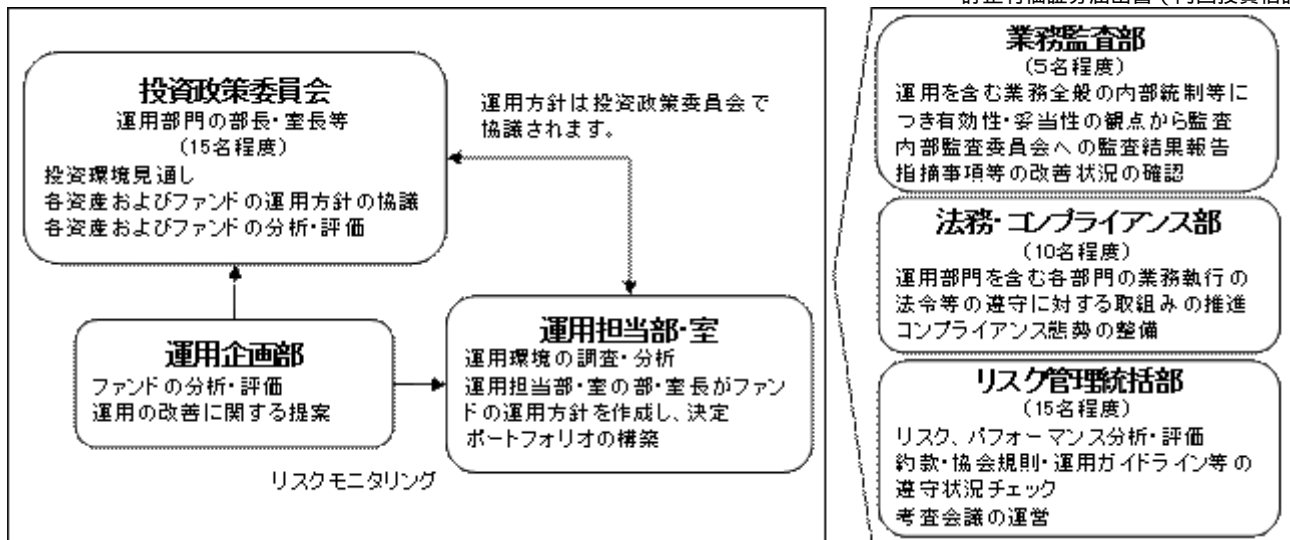 投資政策委員会
運用部門の部長・室長等
(15名程度)
投資環境見通し
各資産およびファンドの運用方針の協議
各資産およびファンドの分析・評価
運用方針は投資政策委員会で
協議されます。
運用企画部
ファンドの分析・評価
運用の改善に関する提案
運用担当部・室
運用環境の調査・分析
運用担当部・室の部・室長がファン
ドの運用方針を作成し、決定
ポートフォリオの構築
リスクモニタリング
業務監査部
(5名程度)
運用を含む業務全般の内部統制等に
つき有効性・妥当性の観点から監査
内部監査委員会への監査結果報告
指摘事項等の改善状況の確認
法務・コンプライアンス部
(10名程度)
運用部門を含む各部門の業務執行の
法令等の遵守に対する取組みの推進
コンプライアンス態勢の整備
リスク管理統括部
(15名程度)
リスク、パフォーマンス分析・評価
約款・協会規則・運用ガイドライン等の
遵守状況チェック
考査会議の運営